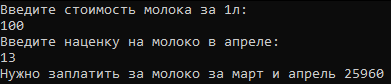 Введите стоимость молока за 1л:
100
Введите наценку на молоко в апреле:
13
Нужно заплатить за молоко за март и апрель 25960